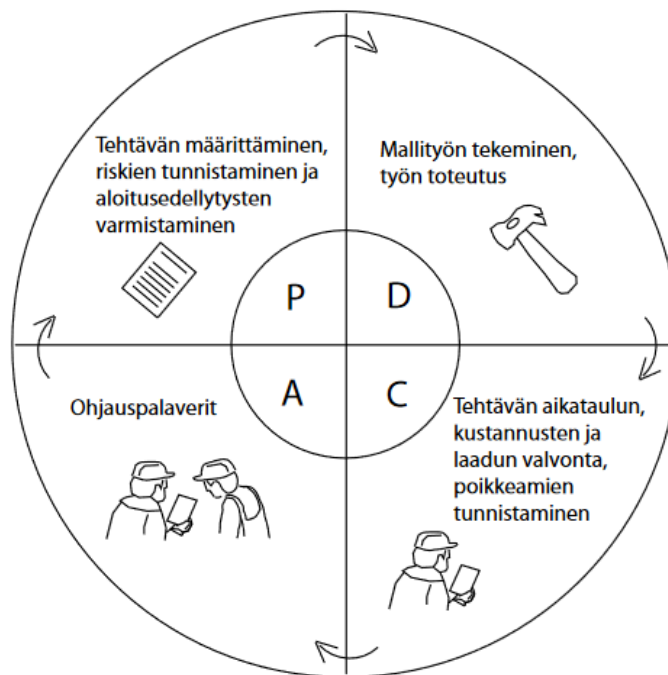 Tehtävän määrittäminen,
riskien tunnistaminen ja
aloitusedellytysten
varmistaminen
Mallityön tekeminen,
työn toteutus
P
D
A
C
Ohjauspalaverit
Tehtävän aikataulun,
kustannusten ja
laadun valvonta,
poikkeamien
tunnistaminen